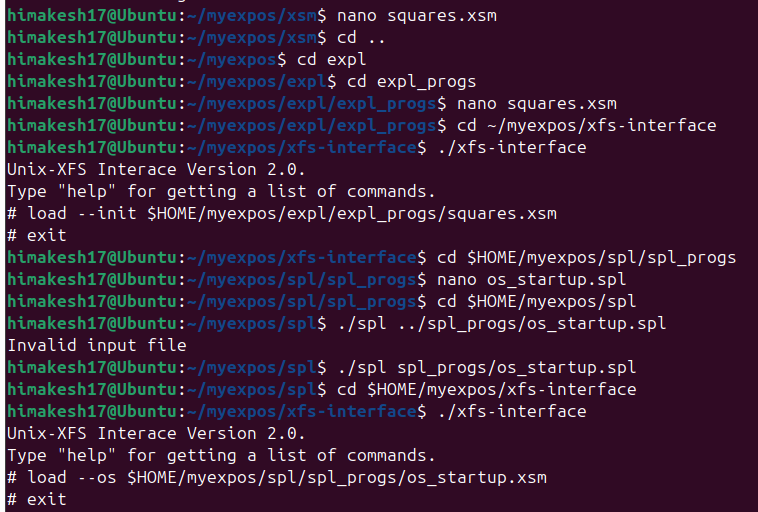 himakesh17@Ubuntu:~/myexpos/xsm$ nano squares.xsm
himakesh17@Ubuntu:~/myexpos/xsm$ cd ..
himakesh17@Ubuntu:~/myexpos$ cd expl
himakesh17@Ubuntu:~/myexpos/expl$ cd expl_progs
himakesh17@Ubuntu:~/myexpos/expl/expl_progs$ nano squares.xsm
himakesh17@Ubuntu:~/myexpos/expl/expl_progs$ cd ~/myexpos/xfs-interface
himakesh17@Ubuntu:~/myexpos/xfs-interface$ ./xfs-interface
Unix-XFS Interace Version 2.0.
Type "help" for getting a list of commands.
# load --init $HOME/myexpos/expl/expl_progs/squares.xsm
# exit
himakesh17@Ubuntu:~/myexpos/xfs-interface$ cd $HOME/myexpos/spl/spl_progs
himakesh17@Ubuntu:~/myexpos/spl/spl_progs$ nano os_startup.spl
himakesh17@Ubuntu:~/myexpos/spl/spl_progs$ cd $HOME/myexpos/spl
himakesh17@Ubuntu:~/myexpos/spl$ ./spl ../spl_progs/os_startup.spl
Invalid input file
himakesh17@Ubuntu:~/myexpos/spl$ ./spl spl_progs/os_startup.spl
himakesh17@Ubuntu:~/myexpos/spl$ cd $HOME/myexpos/xfs-interface
himakesh17@Ubuntu:~/myexpos/xfs-interface$ ./xfs-interface
Unix-XFS Interace Version 2.0.
Type "help" for getting a list of commands.
# load --os $HOME/myexpos/spl/spl_progs/os_startup.xsm
# exit